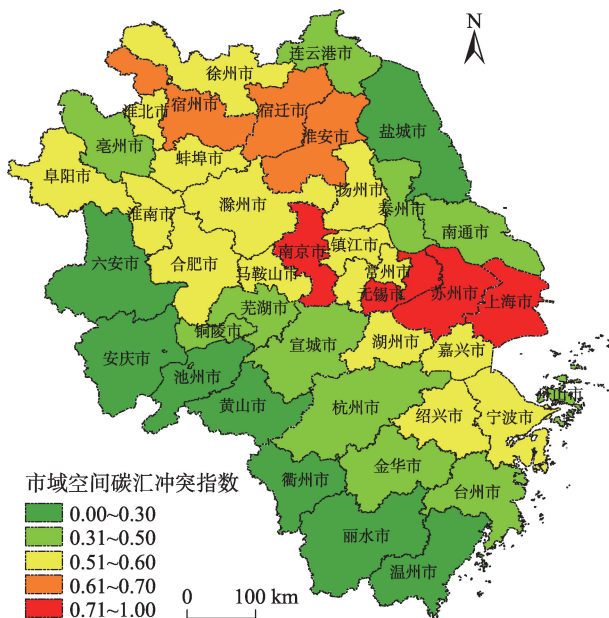 N
连云港市
徐州市
淮北市
宿州市
宿迁市
淮安市
盐城市
亳州市
蚌埠市
阜阳市
扬州市
泰州市
淮南市
滁州市
南通市
南京市
镇江市
六安市
合肥市
马鞍山市
常州市
无锡市
苏州市
上海市
芜湖市
铜陵市
宣城市
湖州市
嘉兴市
安庆市
池州市
黄山市
杭州市
绍兴市
宁波市
舟山市
衢州市
金华市
台州市
丽水市
温州市
市域空间碳汇冲突指数
0.00~0.30
0.31~0.50
0.51~0.60
0.61~0.70
0.71~1.00
0 100 km